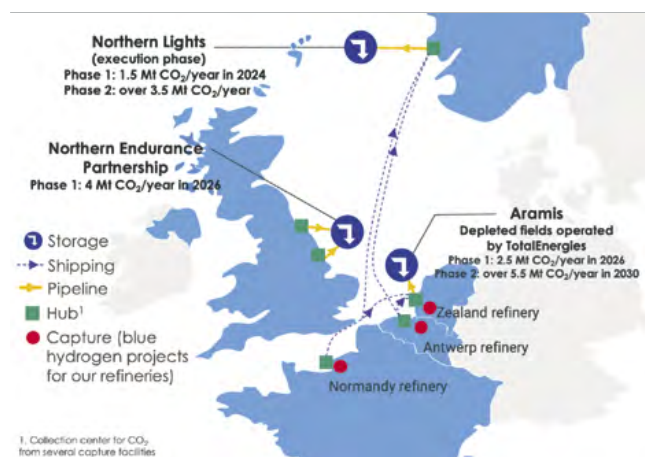 Northern Lights
(execution phase)
Phase 1: 1.5 Mt CO₂/year in 2024
Phase 2: over 3.5 Mt CO₂/year
Northern Endurance
Partnership
Phase 1: 4 Mt CO₂/year in 2026
Aramis
Depleted fields operated
by TotalEnergies
Phase 1: 2.5 Mt CO₂/year in 2026
Phase 2: over 5.5 Mt CO₂/year in 2030
Storage
Shipping
Pipeline
Hub¹
Capture (blue
hydrogen projects
for our refineries)
Zealand refinery
Antwerp refinery
Normandy refinery
1. Collection center for CO₂
from several capture facilities